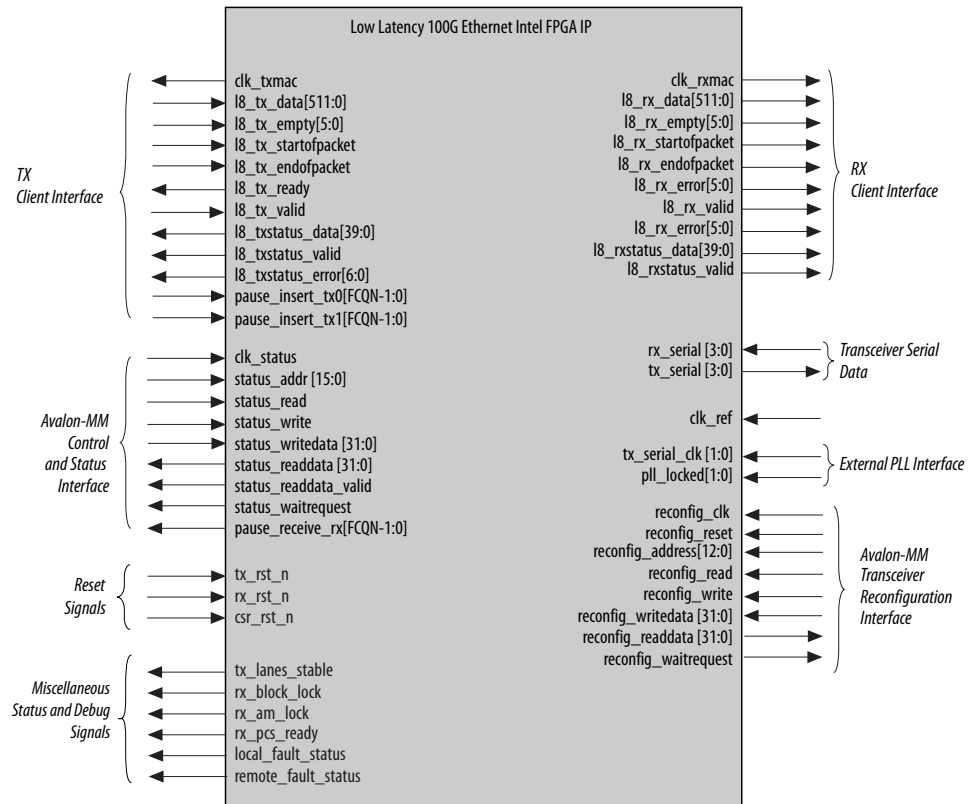 Low Latency 100G Ethernet Intel FPGA IP
TX
Client Interface
clk_txmac
l8_tx_data[511:0]
l8_tx_empty[5:0]
l8_tx_startofpacket
l8_tx_endofpacket
l8_tx_ready
l8_tx_valid
l8_txstatus_data[39:0]
l8_txstatus_valid
l8_txstatus_error[6:0]
pause_insert_tx0[FCQN-1:0]
pause_insert_tx1[FCQN-1:0]
Avalon-MM
Control
and Status
Interface
clk_status
status_addr [15:0]
status_read
status_write
status_writedata [31:0]
status_readdata [31:0]
status_readdata_valid
status_waitrequest
pause_receive_rx[FCQN-1:0]
Reset
Signals
tx_rst_n
rx_rst_n
csr_rst_n
Miscellaneous
Status and Debug
Signals
tx_lanes_stable
rx_block_lock
rx_am_lock
rx_pcs_ready
local_fault_status
remote_fault_status
clk_rxmac
l8_rx_data[511:0]
l8_rx_empty[5:0]
l8_rx_startofpacket
l8_rx_endofpacket
l8_rx_error[5:0]
l8_rx_valid
l8_rx_error[5:0]
l8_rxstatus_data[39:0]
l8_rxstatus_valid
RX
Client Interface
rx_serial [3:0]
tx_serial [3:0]
Transceiver Serial
Data
clk_ref
tx_serial_clk [1:0]
pll_locked[1:0]
External PLL Interface
reconfig_clk
reconfig_reset
reconfig_address[12:0]
reconfig_read
reconfig_write
reconfig_writedata [31:0]
reconfig_readdata [31:0]
reconfig_waitrequest
Avalon-MM
Transceiver
Reconfiguration
Interface